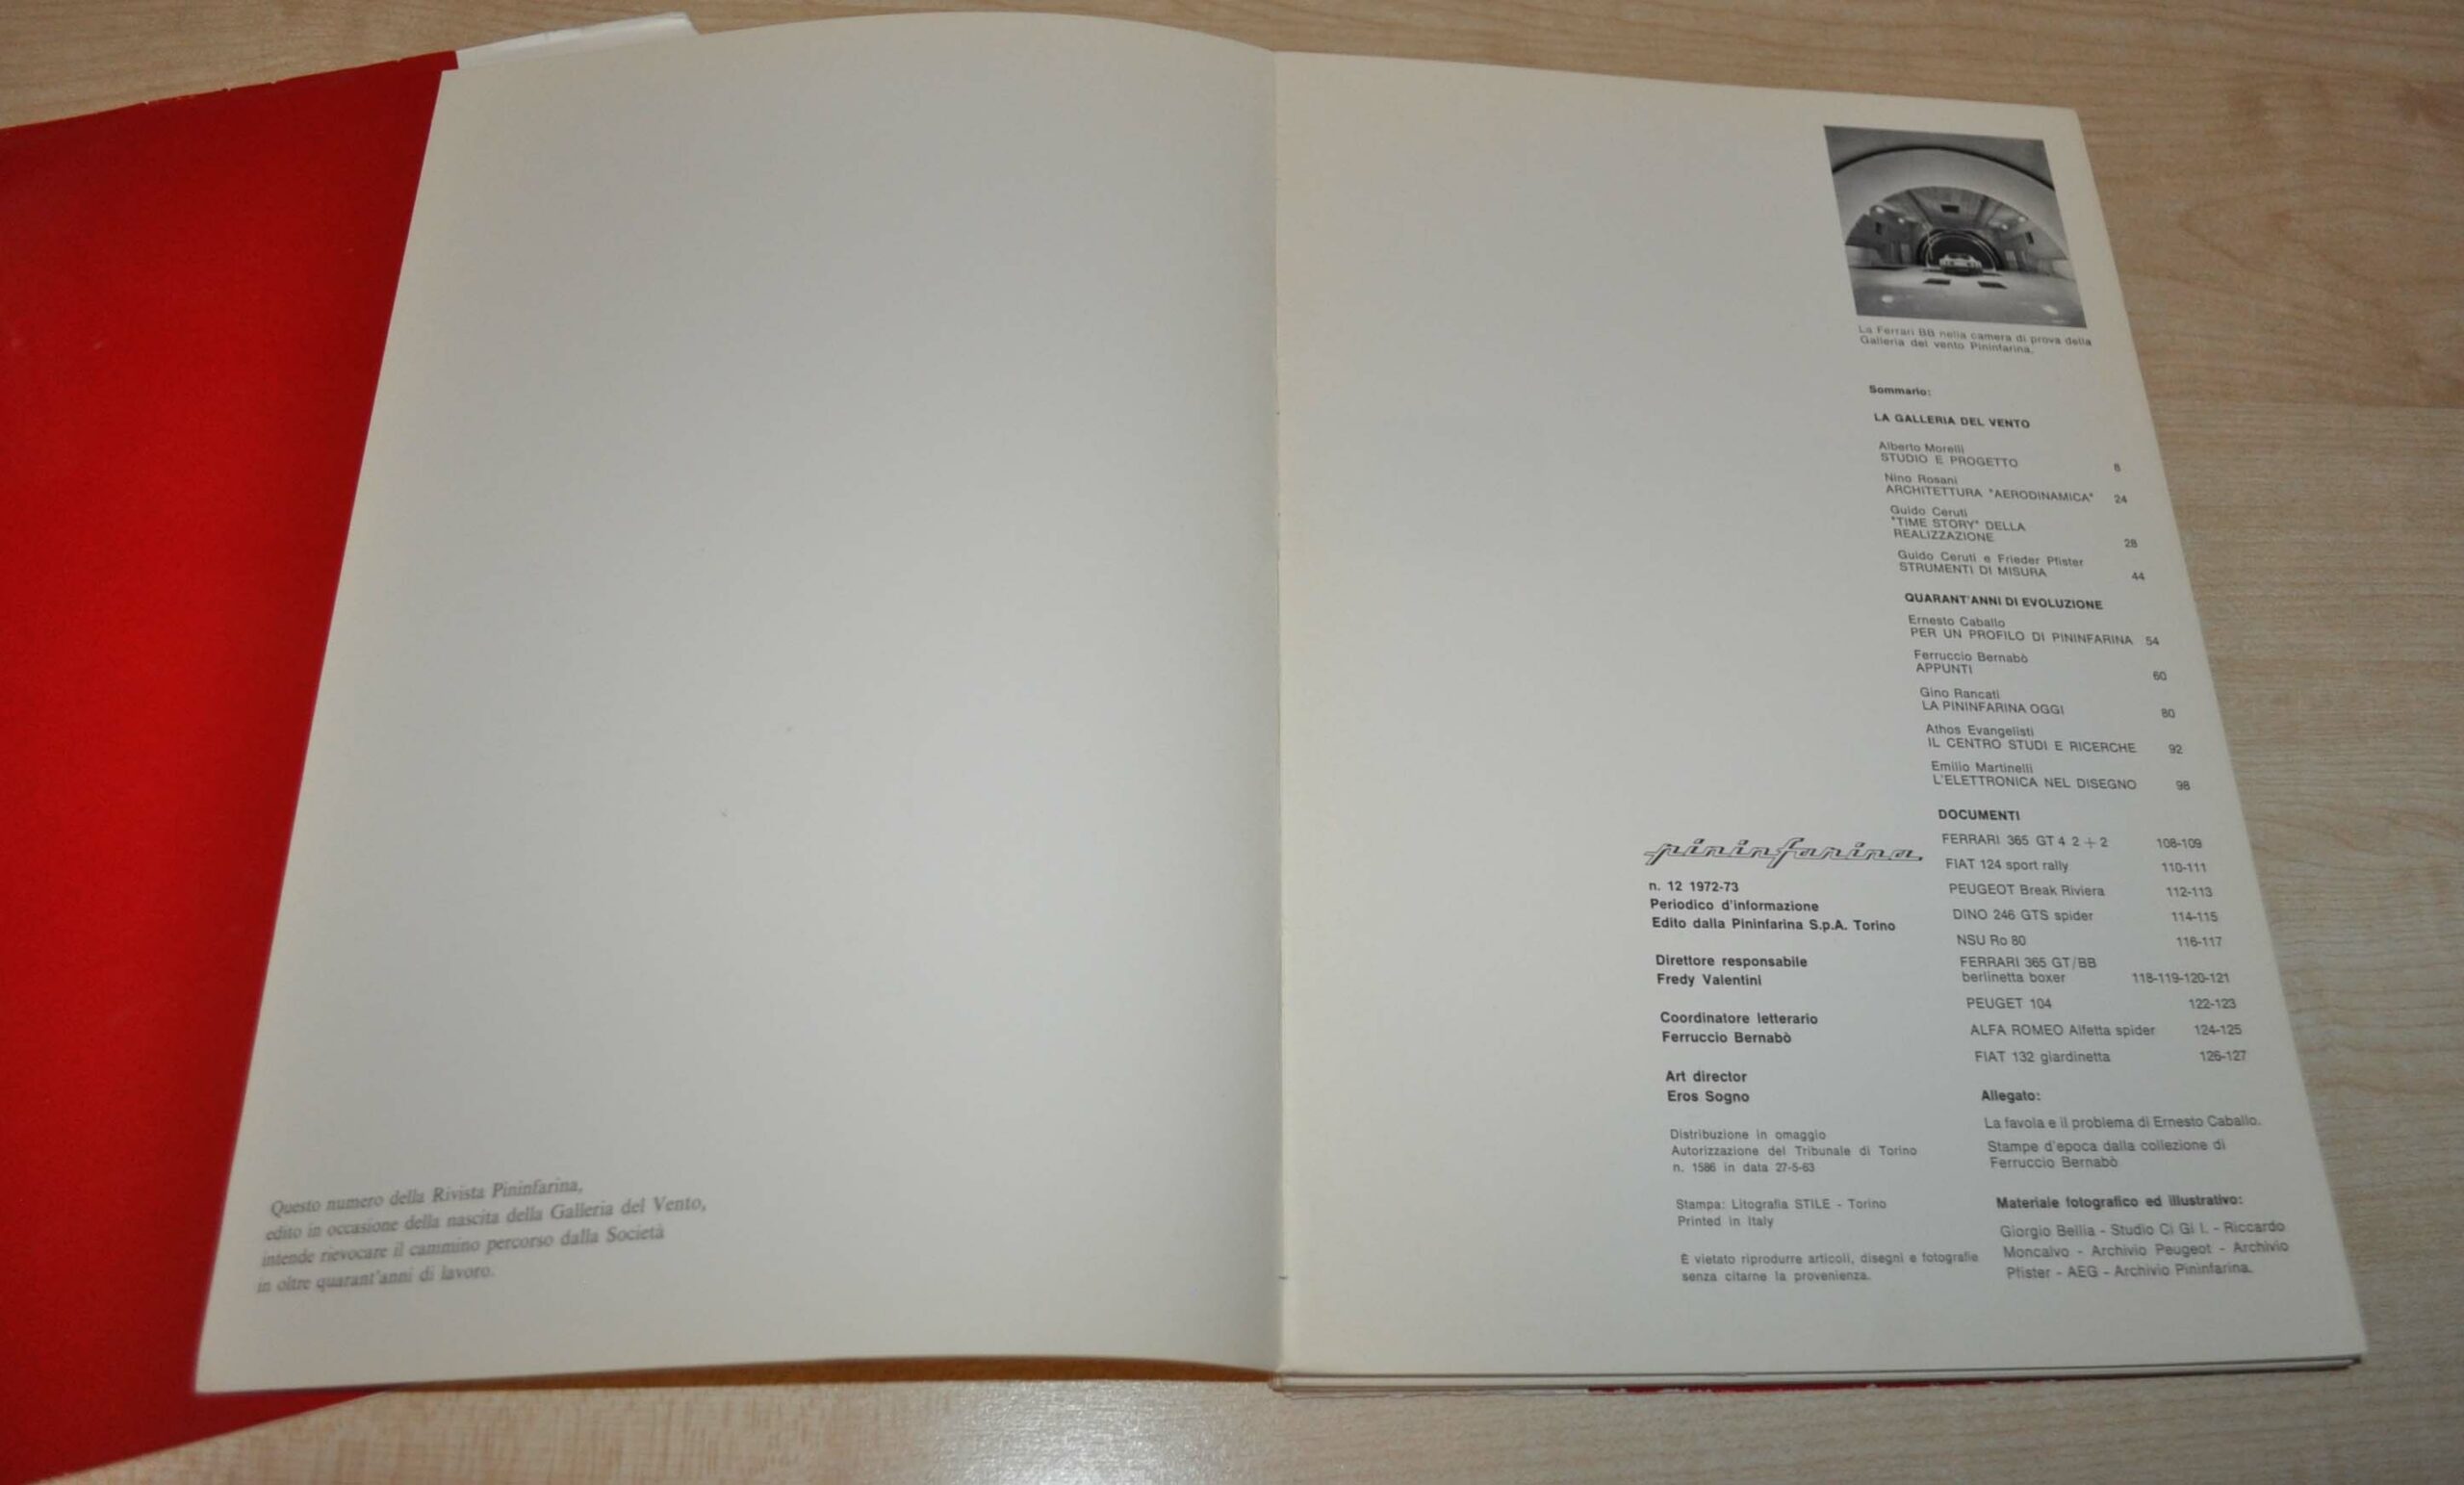 Questo numero della Rivista Pininfarina,
edito in occasione della nascita della Galleria del Vento,
intende rievocare il cammino percorso dalla Società
in oltre quarant'anni di lavoro.
La Ferrari BB nella camera di prova della
Galleria del vento Pininfarina.
Sommario:
LA GALLERIA DEL VENTO
Alberto Morelli
STUDIO E PROGETTO 8
Nino Rosani
ARCHITETTURA "AERODINAMICA" 24
Guido Ceruti
"TIME STORY" DELLA
REALIZZAZIONE 28
Guido Ceruti e Frieder Pfister
STRUMENTI DI MISURA 44
QUARANT'ANNI DI EVOLUZIONE
Ernesto Caballo
PER UN PROFILO DI PININFARINA 54
Ferruccio Bernabò
APPUNTI 60
Gino Rancati
LA PININFARINA OGGI 80
Athos Evangelisti
IL CENTRO STUDI E RICERCHE 92
Emilio Martinelli
L'ELETTRONICA NEL DISEGNO 98
DOCUMENTI
FERRARI 365 GT 4 2 + 2 108-109
FIAT 124 sport rally 110-111
PEUGEOT Break Riviera 112-113
DINO 246 GTS spider 114-115
NSU Ro 80 116-117
FERRARI 365 GT/BB
berlinetta boxer 118-119-120-121
PEUGET 104 122-123
ALFA ROMEO Alfetta spider 124-125
FIAT 132 giardinetta 126-127
Allegato:
La favola e il problema di Ernesto Caballo.
Stampe d'epoca dalla collezione di
Ferruccio Bernabò
Materiale fotografico ed illustrativo:
Giorgio Bellia - Studio Ci Gi I. - Riccardo
Moncalvo - Archivio Peugeot - Archivio
Pfister - AEG - Archivio Pininfarina.
pininfarina
n. 12 1972-73
Periodico d'informazione
Edito dalla Pininfarina S.p.A. Torino
Direttore responsabile
Fredy Valentini
Coordinatore letterario
Ferruccio Bernabò
Art director
Eros Sogno
Distribuzione in omaggio
Autorizzazione del Tribunale di Torino
n. 1586 in data 27-5-63
Stampa: Litografia STILE - Torino
Printed in Italy
È vietato riprodurre articoli, disegni e fotografie
senza citarne la provenienza.